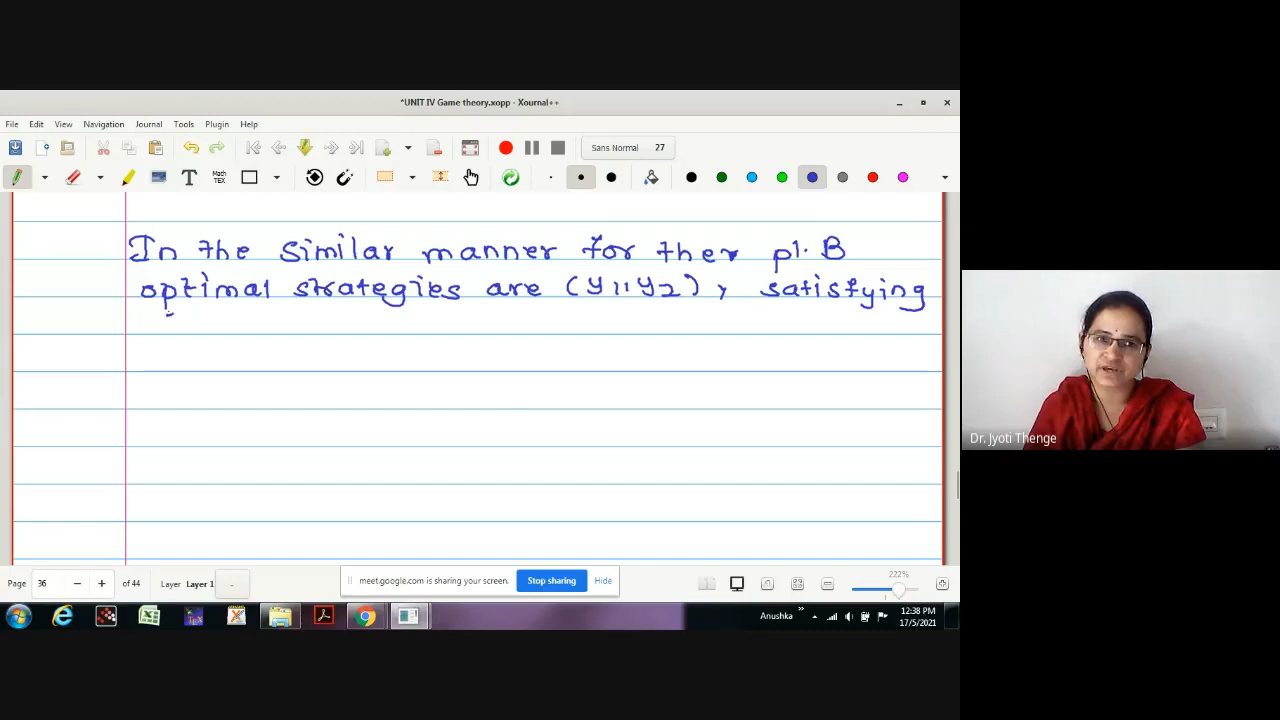 *UNIT IV Game theory.xopp - Xournal++
File Edit View Navigation Journal Tools Plugin Help
Sans Normal 27
T Math TEX
In the similar manner for ther pl. B
optimal strategies are (y1, y2), satisfying
Dr. Jyoti Thenge
Page 36 of 44 Layer Layer 1
meet.google.com is sharing your screen. Stop sharing Hide
222%
Anushka
12:38 PM
17/5/2021